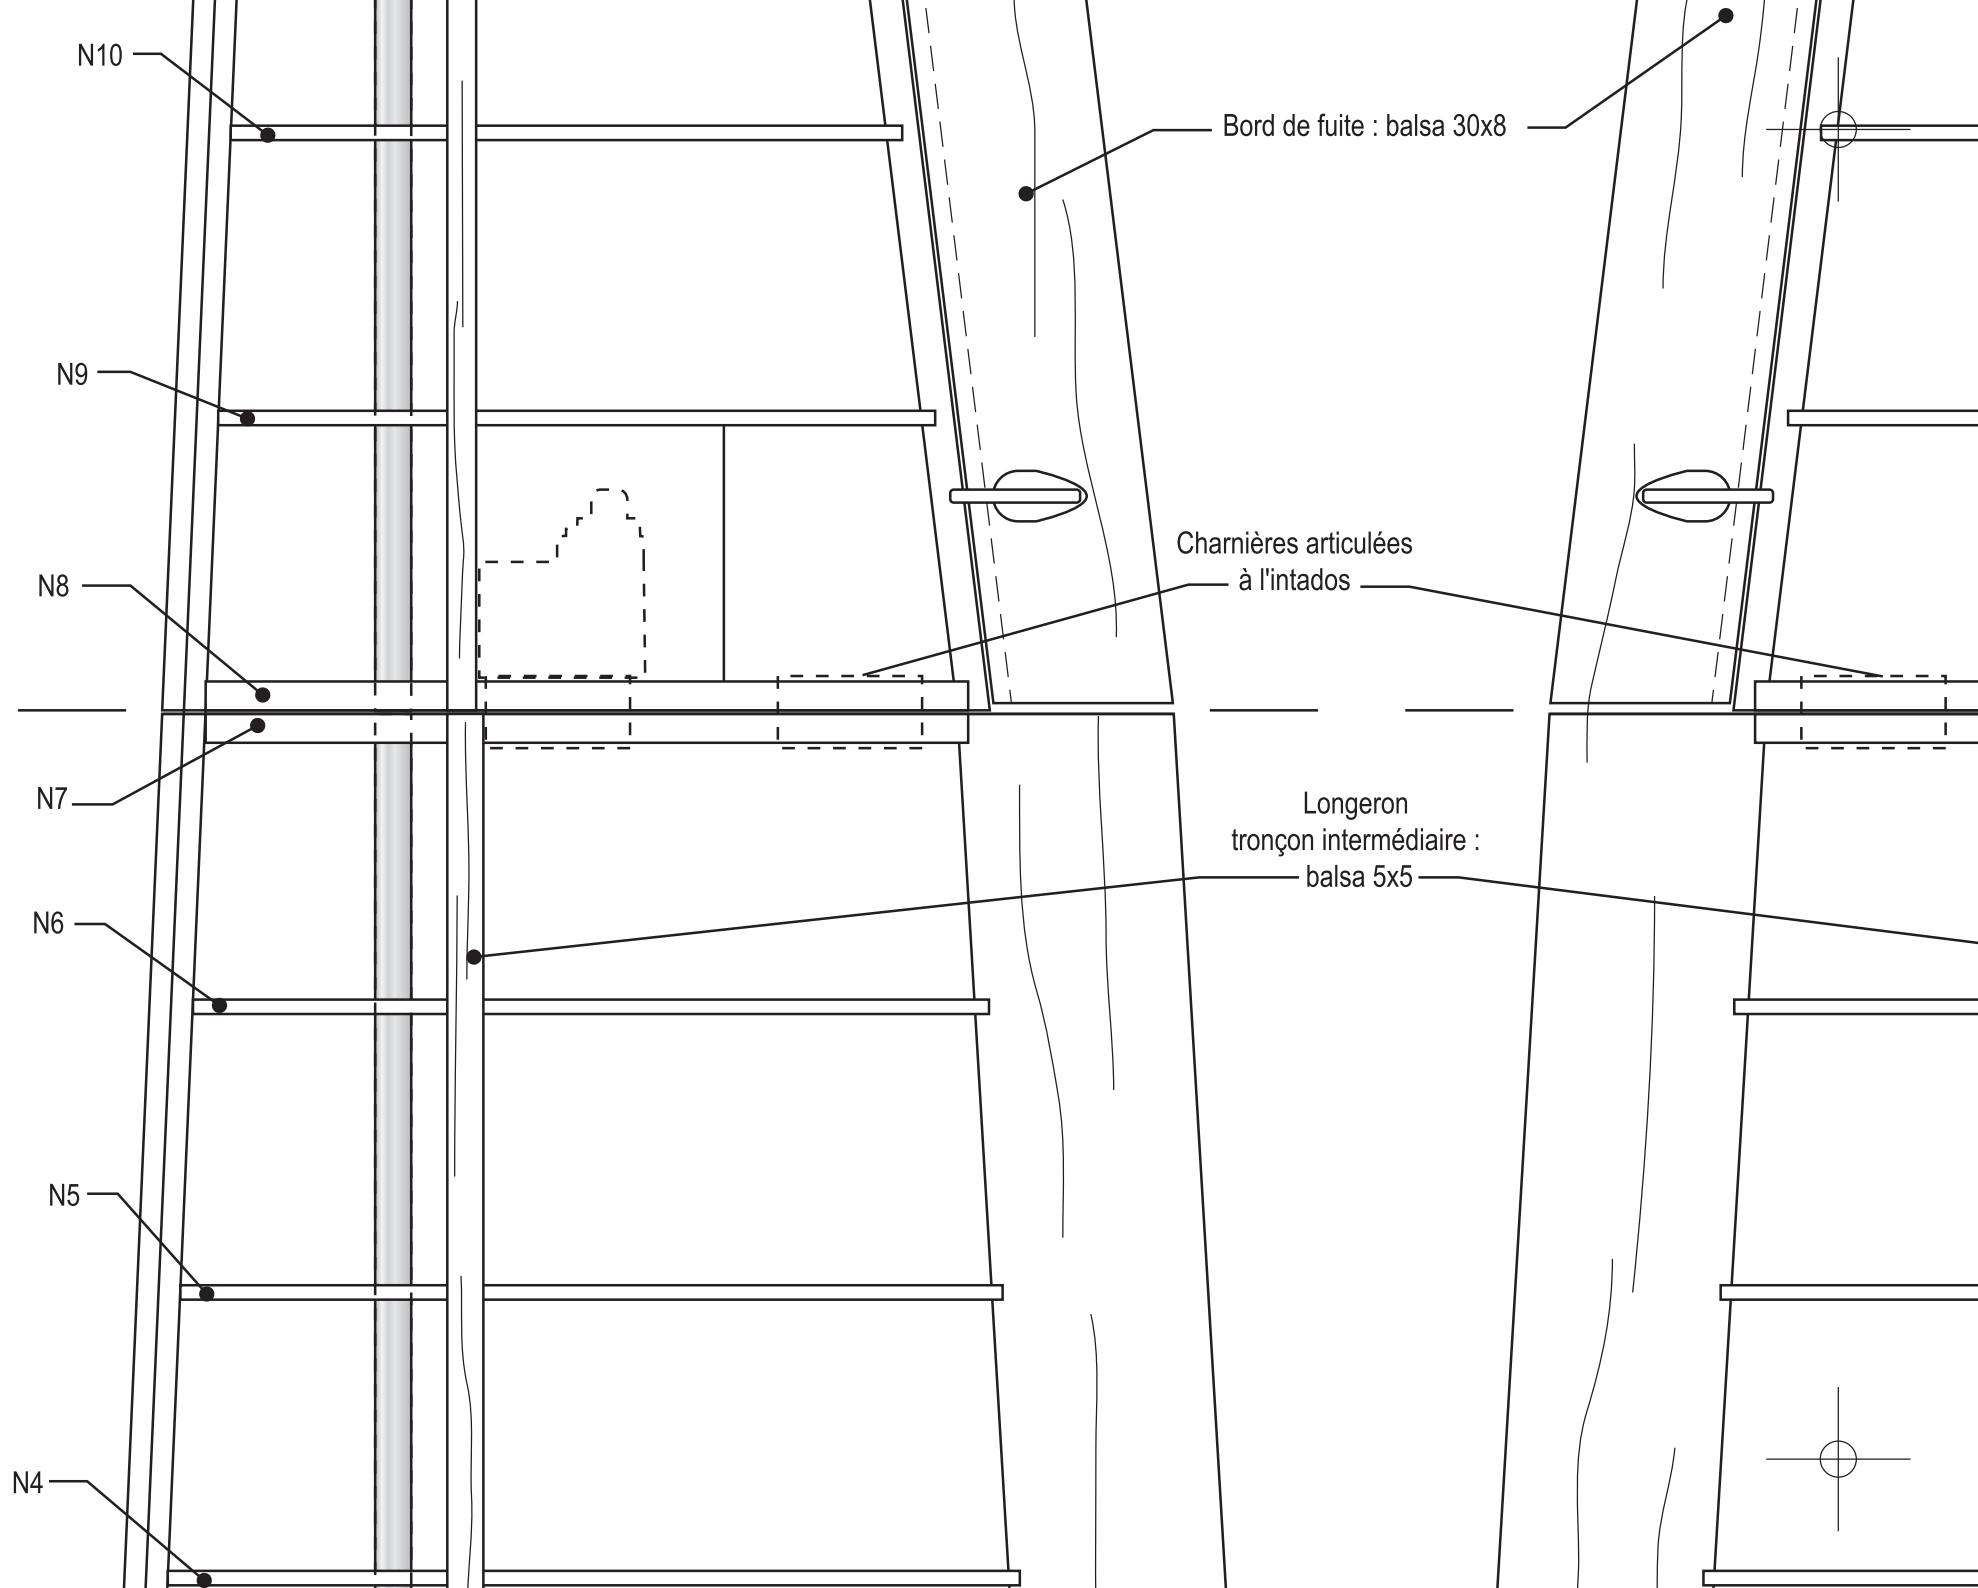 N10
Bord de fuite : balsa 30x8
N9
Charnières articulées
à l'intados
N8
N7
Longeron
tronçon intermédiaire :
balsa 5x5
N6
N5
N4